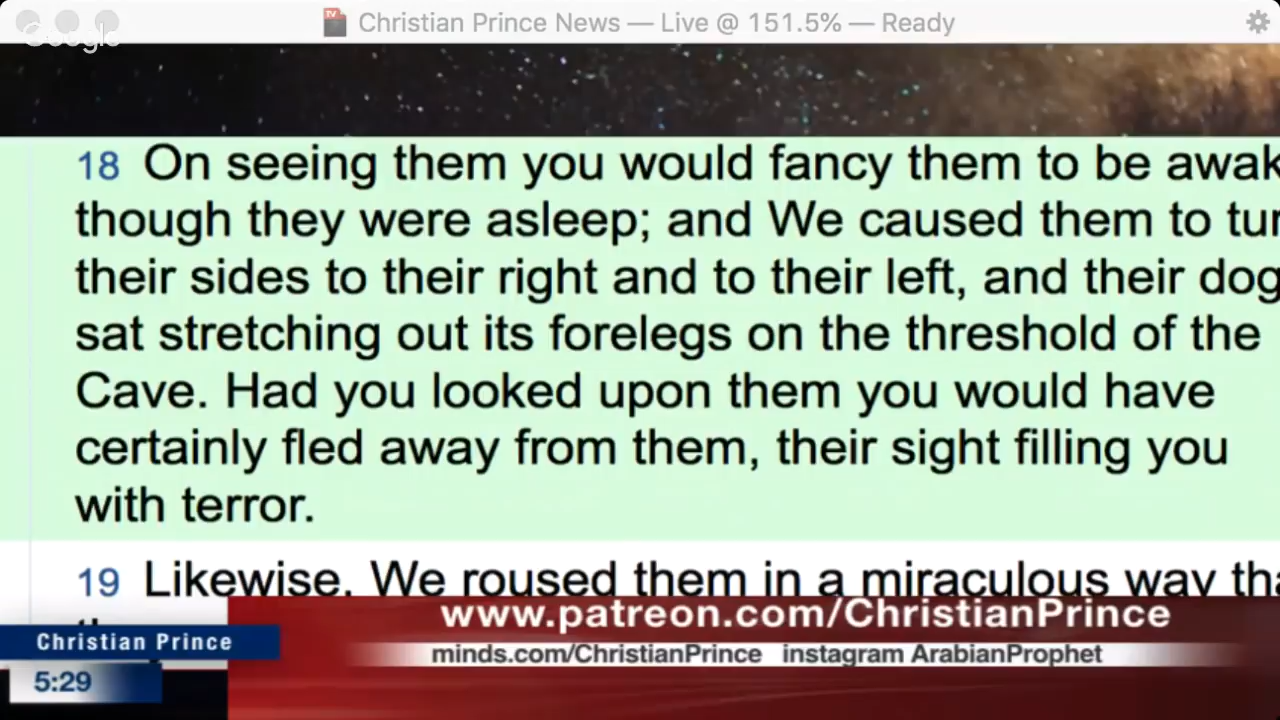 Christian Prince News — Live @ 151.5% — Ready
Google
18 On seeing them you would fancy them to be awak
though they were asleep; and We caused them to tur
their sides to their right and to their left, and their dog
sat stretching out its forelegs on the threshold of the
Cave. Had you looked upon them you would have
certainly fled away from them, their sight filling you
with terror.
19 Likewise, We roused them in a miraculous way tha
www.patreon.com/ChristianPrince
Christian Prince
minds.com/ChristianPrince instagram ArabianProphet
5:29